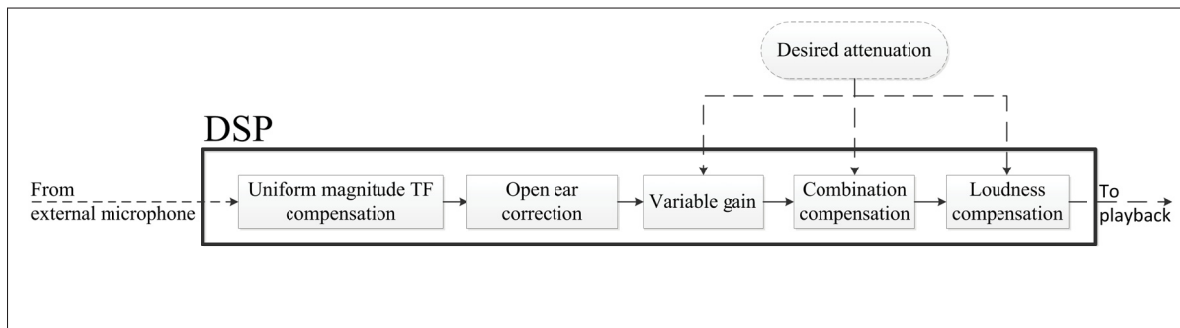 Desired attenuation
DSP
From
external microphone
Uniform magnitude TF
compensation
Open ear
correction
Variable gain
Combination
compensation
Loudness
compensation
To
playback